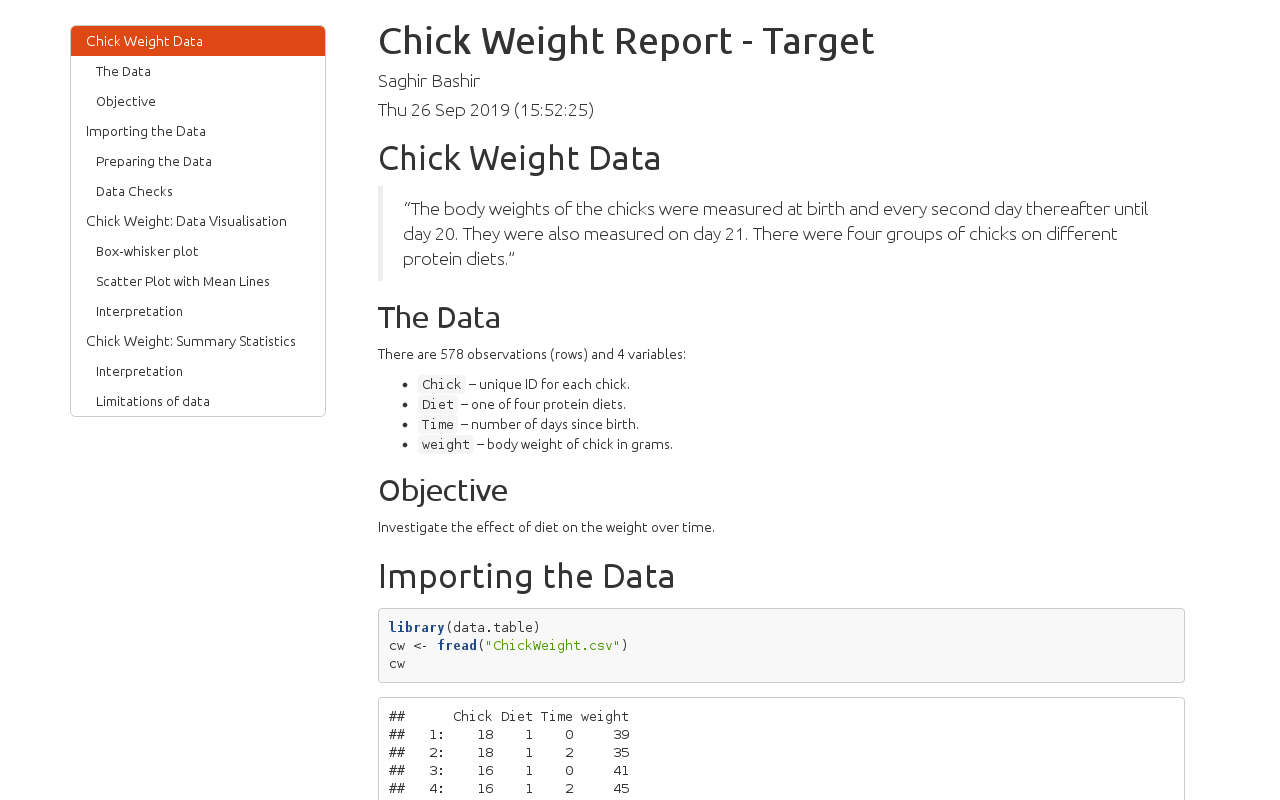 Chick Weight Data
The Data
Objective
Importing the Data
Preparing the Data
Data Checks
Chick Weight: Data Visualisation
Box-whisker plot
Scatter Plot with Mean Lines
Interpretation
Chick Weight: Summary Statistics
Interpretation
Limitations of data
Chick Weight Report - Target
Saghir Bashir
Thu 26 Sep 2019 (15:52:25)
Chick Weight Data
“The body weights of the chicks were measured at birth and every second day thereafter until
day 20. They were also measured on day 21. There were four groups of chicks on different
protein diets.”
The Data
There are 578 observations (rows) and 4 variables:
• Chick – unique ID for each chick.
• Diet – one of four protein diets.
• Time – number of days since birth.
• weight – body weight of chick in grams.
Objective
Investigate the effect of diet on the weight over time.
Importing the Data
library(data.table)
cw <- fread("ChickWeight.csv")
cw
##      Chick Diet Time weight
##   1:    18    1    0     39
##   2:    18    1    2     35
##   3:    16    1    0     41
##   4:    16    1    2     45